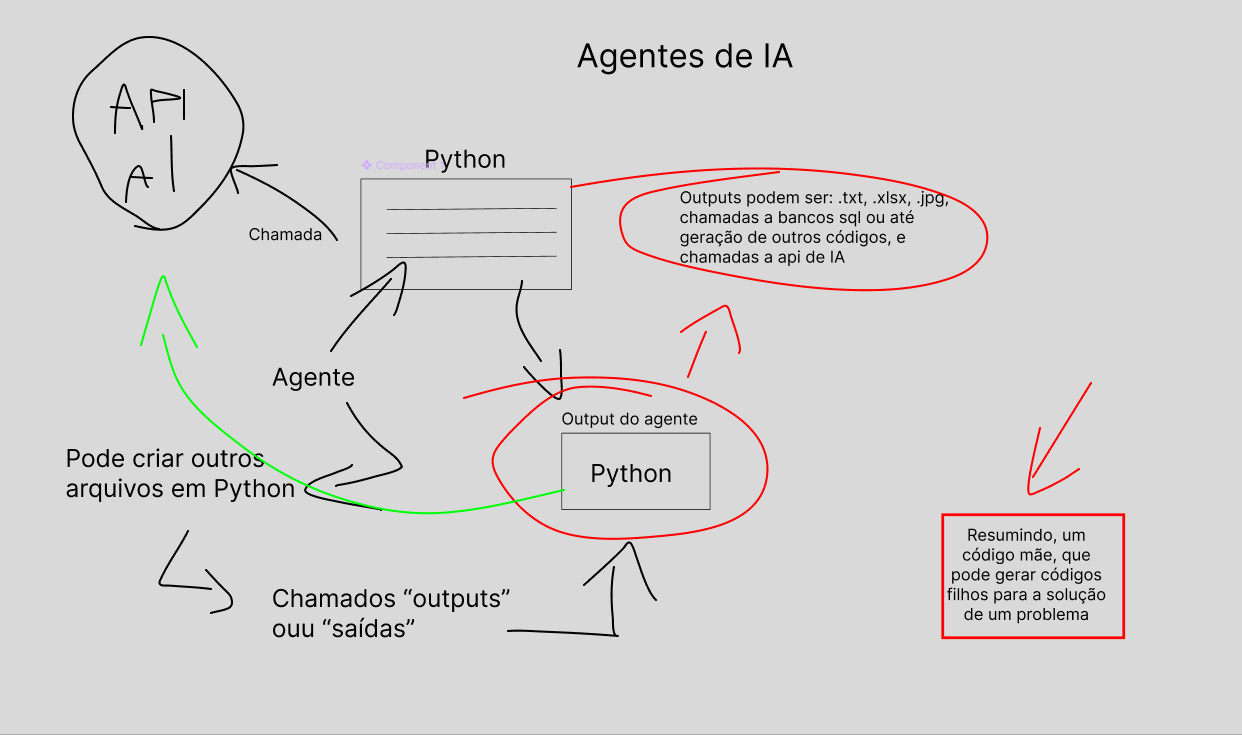 Agentes de IA
API
AI
Component
Python
Chamada
Outputs podem ser: .txt, .xlsx, .jpg,
chamadas a bancos sql ou até
geração de outros códigos, e
chamadas a api de IA
Agente
Output do agente
Python
Pode criar outros
arquivos em Python
Chamados “outputs”
ouu “saídas”
Resumindo, um
código mãe, que
pode gerar códigos
filhos para a solução
de um problema